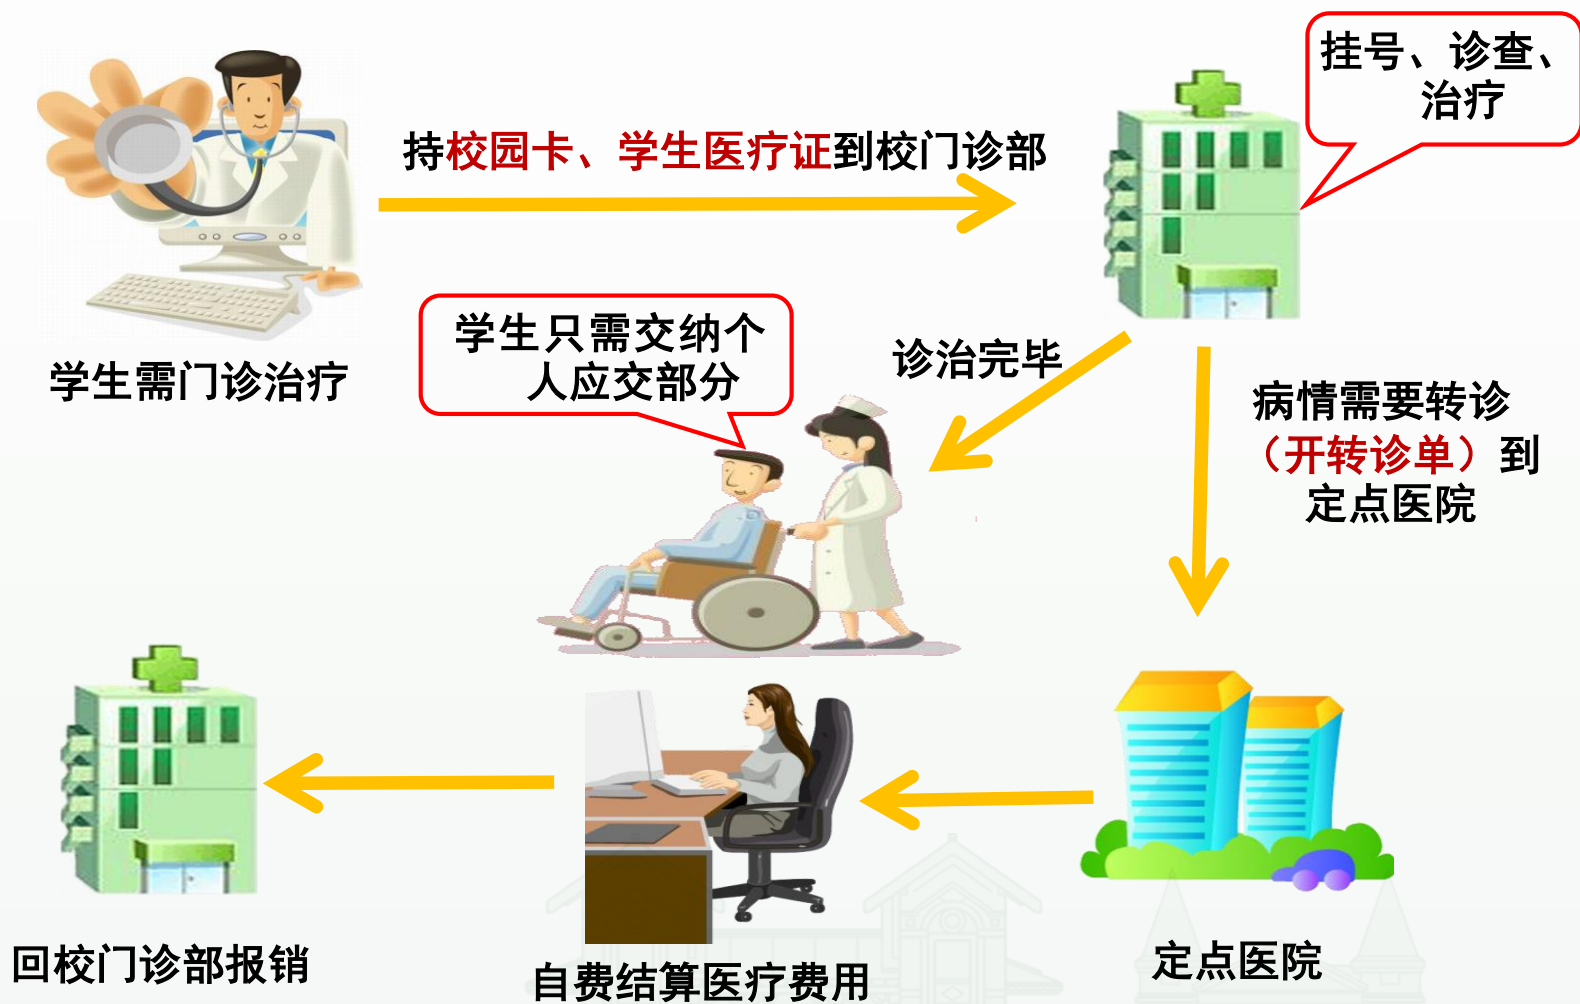 挂号、诊查、
治疗
持校园卡、学生医疗证到校门诊部
学生需门诊治疗
学生只需交纳个
人应交部分
诊治完毕
病情需要转诊
（开转诊单）到
定点医院
回校门诊部报销
自费结算医疗费用
定点医院